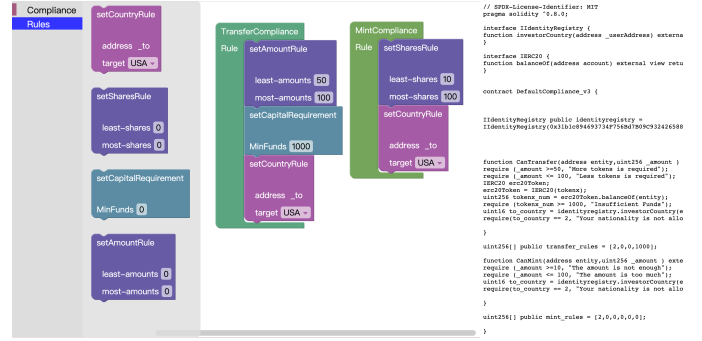 Compliance
Rules
setCountryRule
address _to
target USA
setSharesRule
least-shares 0
most-shares 0
setCapitalRequirement
MinFunds 0
setAmountRule
least-amounts 0
most-amounts 0
TransferCompliance
Rule setAmountRule
least-amounts 50
most-amounts 100
setCapitalRequirement
MinFunds 1000
setCountryRule
address _to
target USA
MintCompliance
Rule setSharesRule
least-shares 10
most-shares 100
setCountryRule
address _to
target USA
// SPDX-License-Identifier: MIT
pragma solidity ^0.8.0;
interface IIdentityRegistry {
function investorCountry(address _userAddress) externa
}
interface IERC20 {
function balanceOf(address account) external view retu
}
contract DefaultCompliance_v3 {
IIdentityRegistry public identityregistry =
function CanTransfer(address entity,uint256 _amount )
require (_amount >=50, "More tokens is required");
require (_amount <= 100, "Less tokens is required");
IERC20 erc20Token;
erc20Token = IERC20(tokenx);
uint256 tokenx_num = erc20Token.balanceOf(entity);
require (tokenx_num >= 1000, "Insufficient Funds");
uint16 to_country = identityregistry.investorCountry(e
require(to_country == 2, "Your nationality is not allo
}
uint256[] public transfer_rules = [2,0,0,1000];
function CanMint(address entity,uint256 _amount ) exte
require (_amount >=10, "The amount is not enough");
require (_amount <= 100, "The amount is too much");
uint16 to_country = identityregistry.investorCountry(e
require(to_country == 2, "Your nationality is not allo
}
uint256[] public mint_rules = [2,0,0,0,0,0];
}